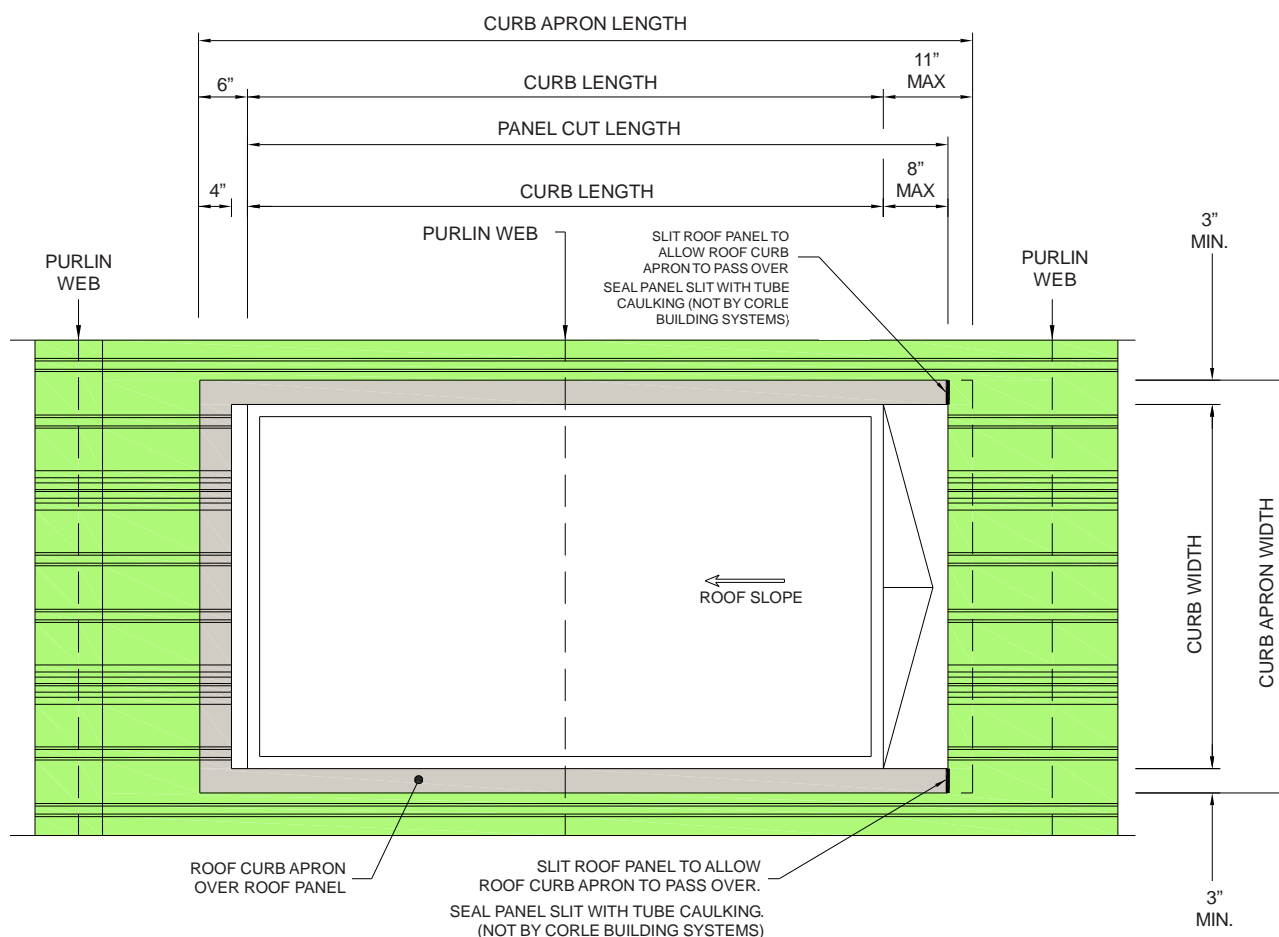 CURB APRON LENGTH
6”
CURB LENGTH
11”
MAX
PANEL CUT LENGTH
4”
CURB LENGTH
8”
MAX
PURLIN
WEB
PURLIN WEB
SLIT ROOF PANEL TO
ALLOW ROOF CURB
APRON TO PASS OVER
SEAL PANEL SLIT WITH TUBE
CAULKING (NOT BY CORLE
BUILDING SYSTEMS)
PURLIN
WEB
3”
MIN.
ROOF SLOPE
CURB WIDTH
CURB APRON WIDTH
ROOF CURB APRON
OVER ROOF PANEL
SLIT ROOF PANEL TO ALLOW
ROOF CURB APRON TO PASS OVER.
SEAL PANEL SLIT WITH TUBE CAULKING.
(NOT BY CORLE BUILDING SYSTEMS)
3”
MIN.